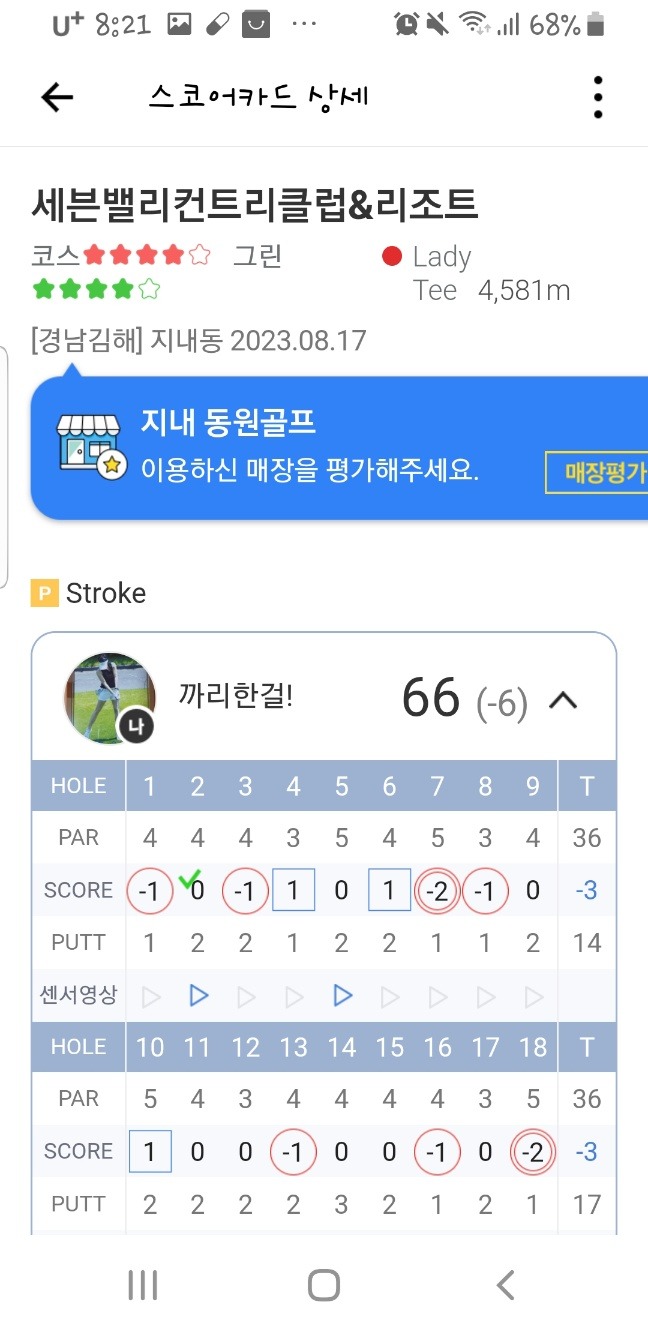 U+ 8:21 ... 68%
스코어카드 상세
세븐밸리컨트리클럽&리조트
코스 그린 Lady
Tee 4,581m
[경남김해] 지내동 2023.08.17
지내 동원골프
이용하신 매장을 평가해주세요. 매장평가
P Stroke
까리한걸! 66 (-6)
나
HOLE 1 2 3 4 5 6 7 8 9 T
PAR 4 4 4 3 5 4 5 3 4 36
SCORE -1 0 -1 1 0 1 -2 -1 0 -3
PUTT 1 2 2 1 2 2 1 1 2 14
센서영상
HOLE 10 11 12 13 14 15 16 17 18 T
PAR 5 4 3 4 4 4 4 3 5 36
SCORE 1 0 0 -1 0 0 -1 0 -2 -3
PUTT 2 2 2 2 3 2 1 2 1 17